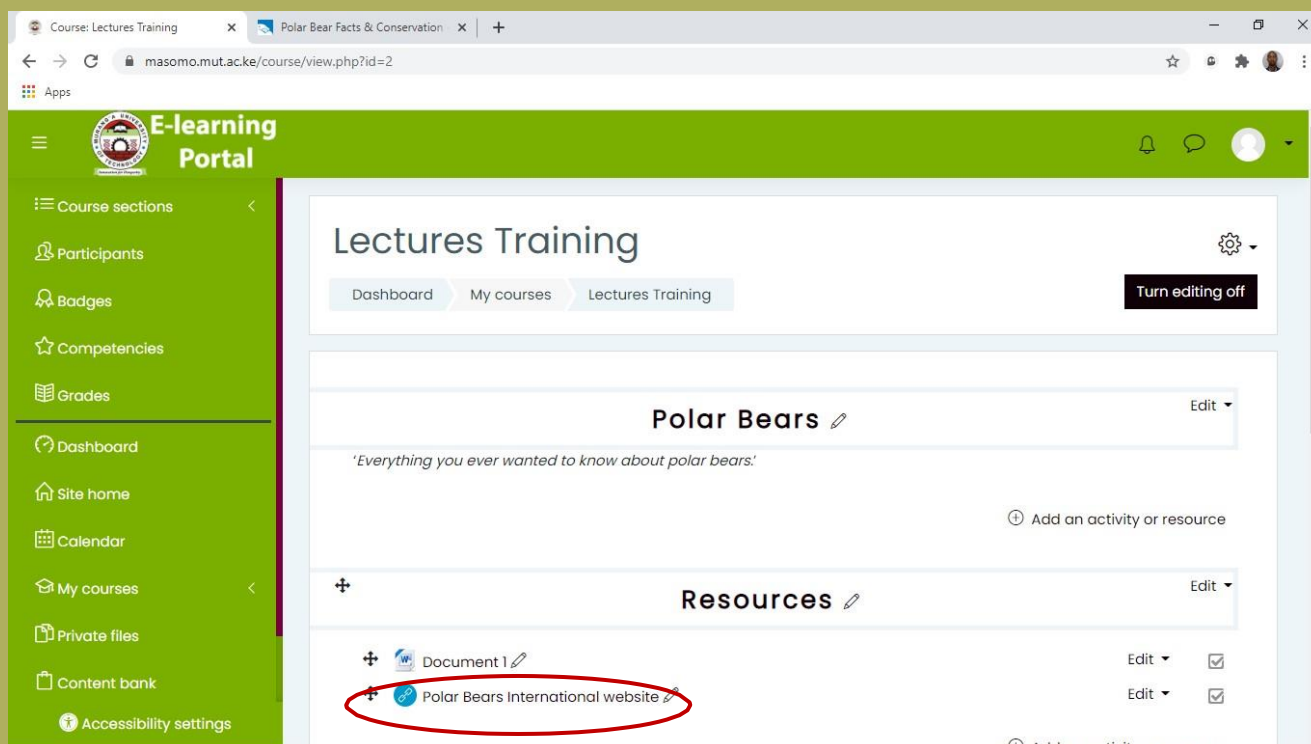 Course: Lectures Training
Polar Bear Facts & Conservation
masomo.mut.ac.ke/course/view.php?id=2
Apps
E-learning
Portal
Course sections
Participants
Badges
Competencies
Grades
Dashboard
Site home
Calendar
My courses
Private files
Content bank
Accessibility settings
Lectures Training
Dashboard My courses Lectures Training
Turn editing off
Edit
Polar Bears
‘Everything you ever wanted to know about polar bears.’
Add an activity or resource
Edit
Resources
Document 1 Edit
Polar Bears International website Edit